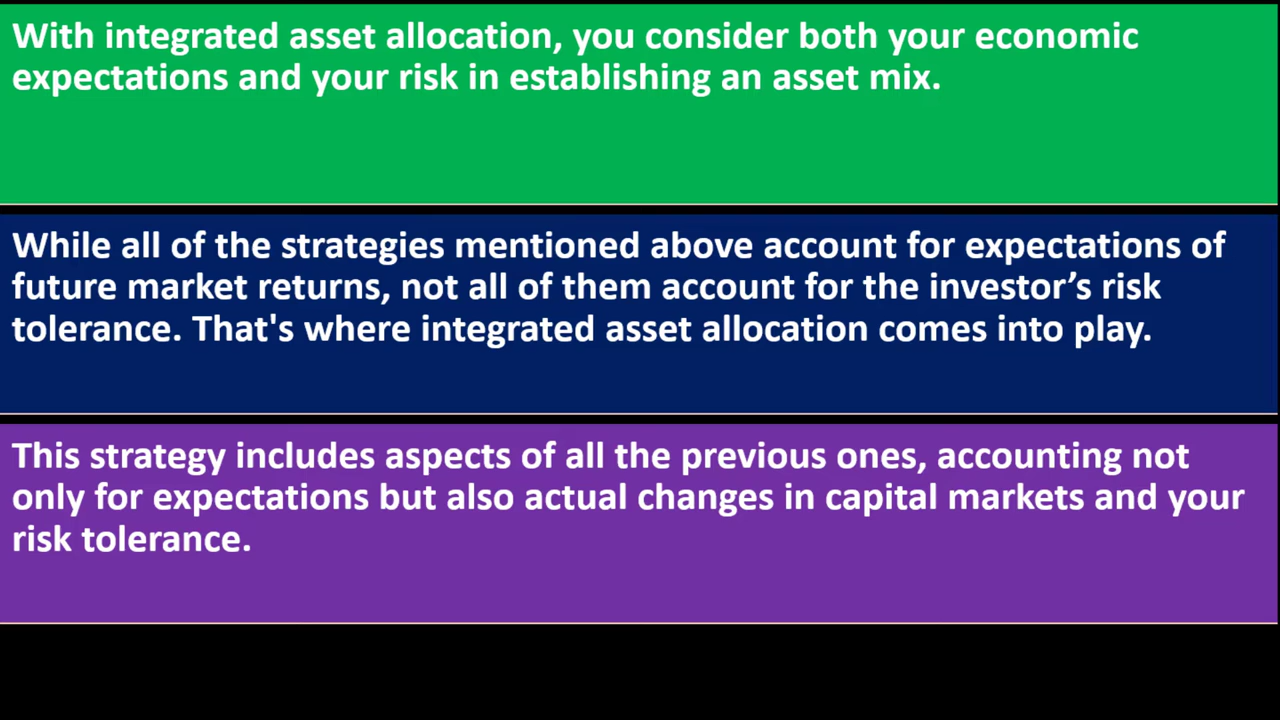 With integrated asset allocation, you consider both your economic
expectations and your risk in establishing an asset mix.
While all of the strategies mentioned above account for expectations of
future market returns, not all of them account for the investor’s risk
tolerance. That's where integrated asset allocation comes into play.
This strategy includes aspects of all the previous ones, accounting not
only for expectations but also actual changes in capital markets and your
risk tolerance.